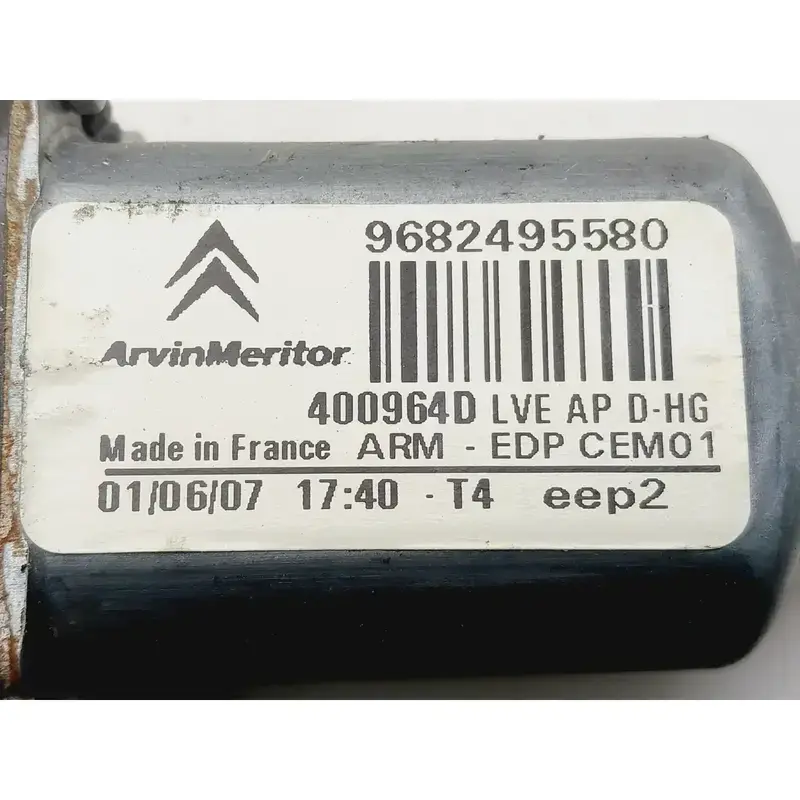 9682495580
ArvinMeritor
400964D LVE AP D-HG
Made in France ARM - EDP CEM01
01/06/07 17:40 - T4 eep2